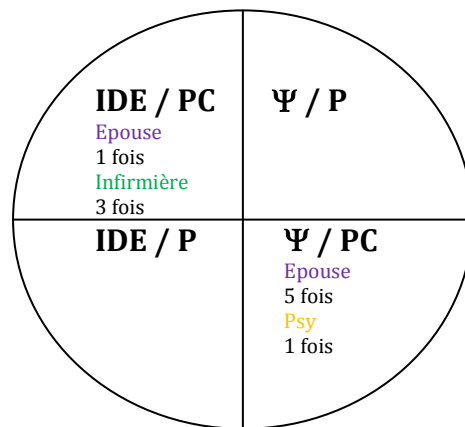 IDE / PC
Epouse
1 fois
Infirmière
3 fois
Ψ / P
IDE / P
Ψ / PC
Epouse
5 fois
Psy
1 fois